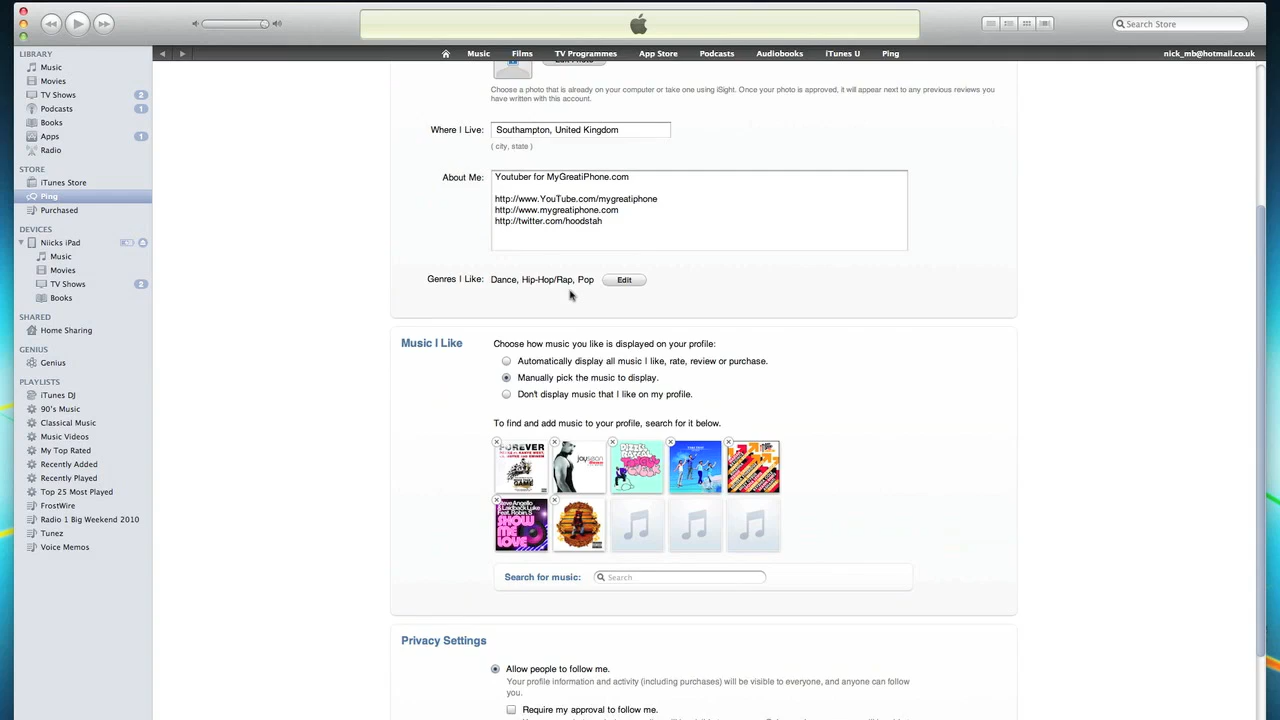 Search Store
LIBRARY
Music
Movies
TV Shows 2
Podcasts 1
Books
Apps 1
Radio
STORE
iTunes Store
Ping
Purchased
DEVICES
Niicks iPad
Music
Movies
TV Shows 2
Books
SHARED
Home Sharing
GENIUS
Genius
PLAYLISTS
iTunes DJ
90's Music
Classical Music
Music Videos
My Top Rated
Recently Added
Recently Played
Top 25 Most Played
FrostWire
Radio 1 Big Weekend 2010
Tunez
Voice Memos
Music Films TV Programmes App Store Podcasts Audiobooks iTunes U Ping nick_mb@hotmail.co.uk
Edit Photo
Choose a photo that is already on your computer or take one using iSight. Once your photo is approved, it will appear next to any previous reviews you
have written with this account.
Where I Live: Southampton, United Kingdom
( city, state )
About Me: Youtuber for MyGreatiPhone.com
http://www.YouTube.com/mygreatiphone
http://www.mygreatiphone.com
http://twitter.com/hoodstah
Genres I Like: Dance, Hip-Hop/Rap, Pop Edit
Music I Like
Choose how music you like is displayed on your profile:
Automatically display all music I like, rate, review or purchase.
Manually pick the music to display.
Don't display music that I like on my profile.
To find and add music to your profile, search for it below.
FOREVER
jaysean
SHOW
ME
LOVE
Search for music: Search
Privacy Settings
Allow people to follow me.
Your profile information and activity (including purchases) will be visible to everyone, and anyone can follow
you.
Require my approval to follow me.